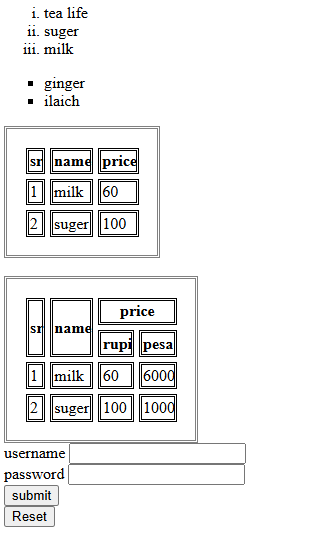 i. tea life
ii. suger
iii. milk
ginger
ilaich
sr name price
1 milk 60
2 suger 100
sr name price
rupi pesa
1 milk 60 6000
2 suger 100 1000
username
password
submit
Reset